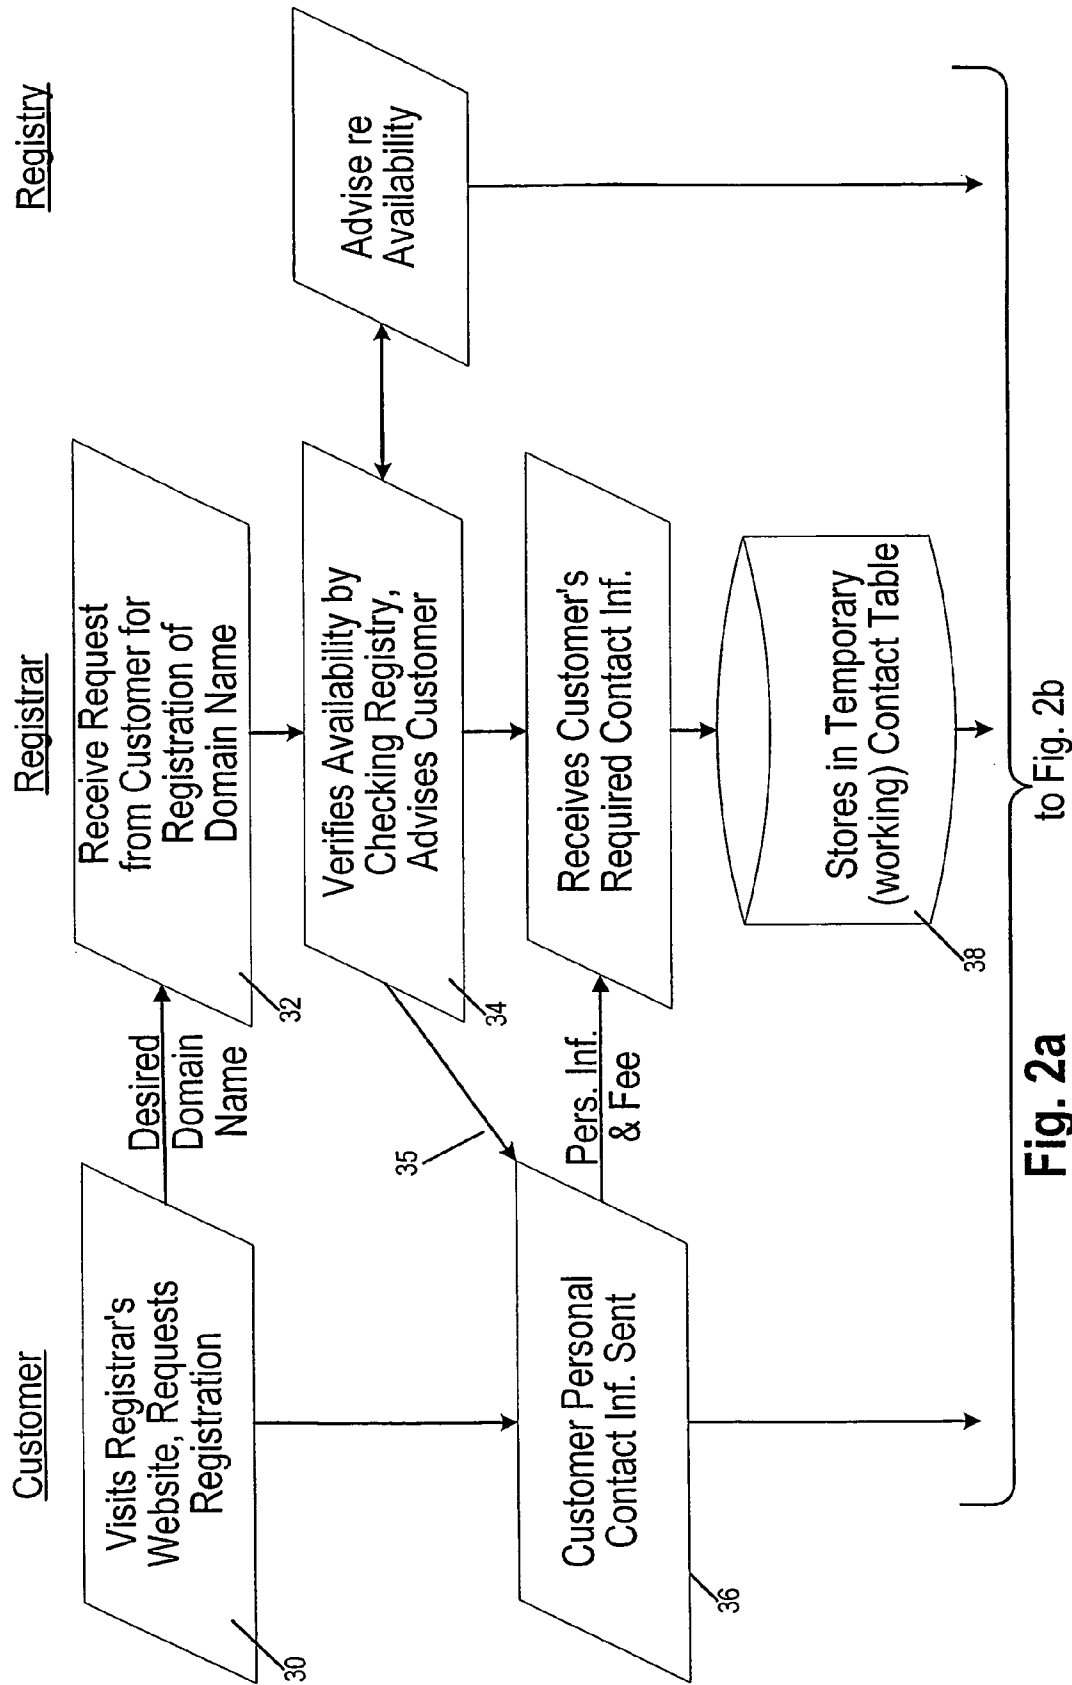 Customer
Registrar
Registry
Visits Registrar's
Website, Requests
Registration
30
Desired
Domain
Name
Receive Request
from Customer for
Registration of
Domain Name
32
Verifies Availability by
Checking Registry,
Advises Customer
34
Advise re
Availability
35
Customer Personal
Contact Inf. Sent
36
Pers. Inf.
& Fee
Receives Customer's
Required Contact Inf.
Stores in Temporary
(working) Contact Table
38
to Fig. 2b
Fig. 2a